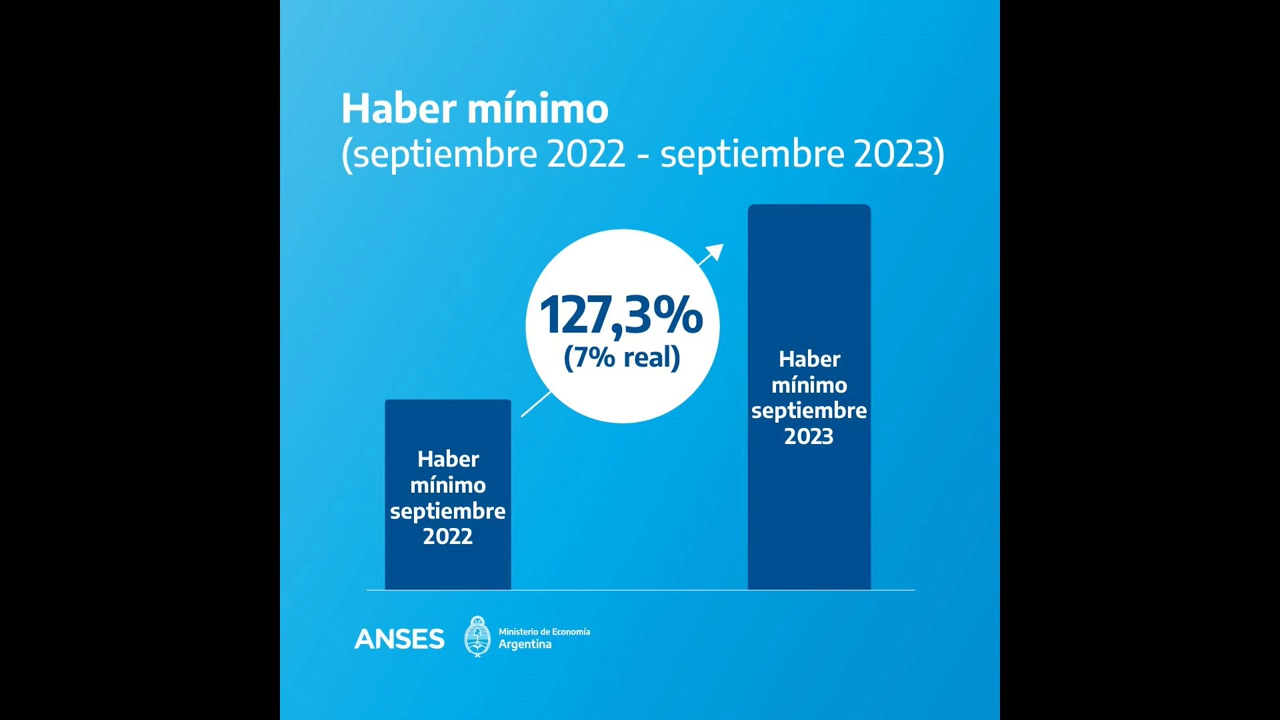 Haber mínimo
(septiembre 2022 - septiembre 2023)
127,3%
(7% real)
Haber
mínimo
septiembre
2022
Haber
mínimo
septiembre
2023
ANSES
Ministerio de Economía
Argentina